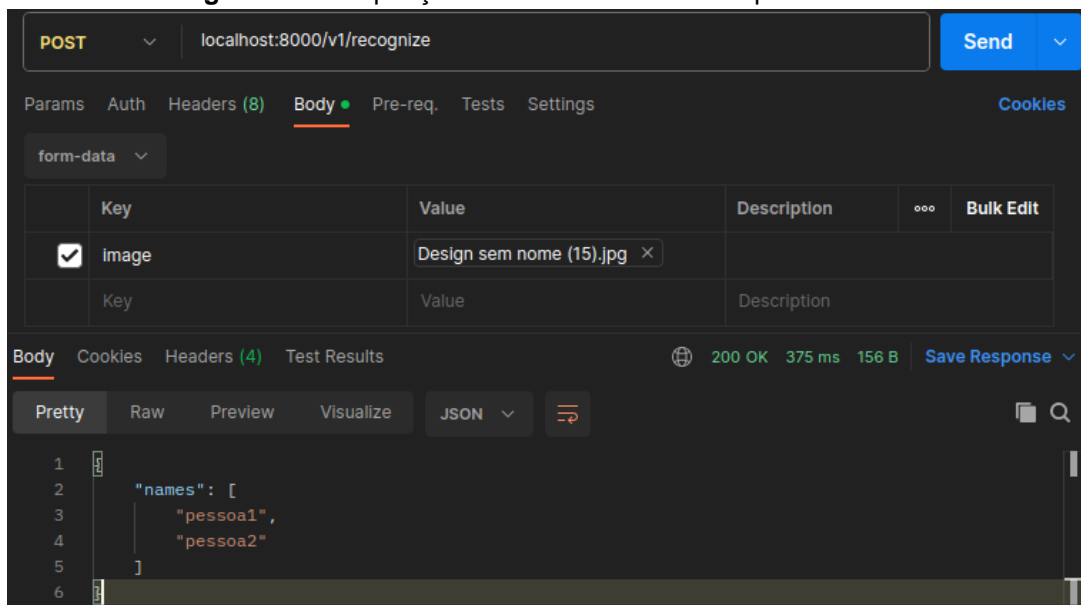 POST localhost:8000/v1/recognize Send
Params Auth Headers (8) Body Pre-req. Tests Settings Cookies
form-data
Key Value Description ooo Bulk Edit
image Design sem nome (15).jpg ×
Key Value Description
Body Cookies Headers (4) Test Results 200 OK 375 ms 156 B Save Response
Pretty Raw Preview Visualize JSON
1 {
2 "names": [
3 "pessoa1",
4 "pessoa2"
5 ]
6 }